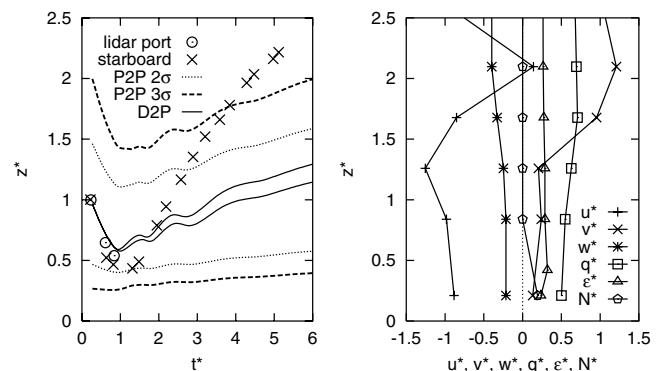 lidar port
starboard
P2P 2σ
P2P 3σ
D2P
z*
2.5
2
1.5
1
0.5
0
0 1 2 3 4 5 6
t*
z*
2.5
2
1.5
1
0.5
0
u*
v*
w*
q*
ε*
N*
-1.5 -1 -0.5 0 0.5 1 1.5
u*, v*, w*, q*, ε*, N*